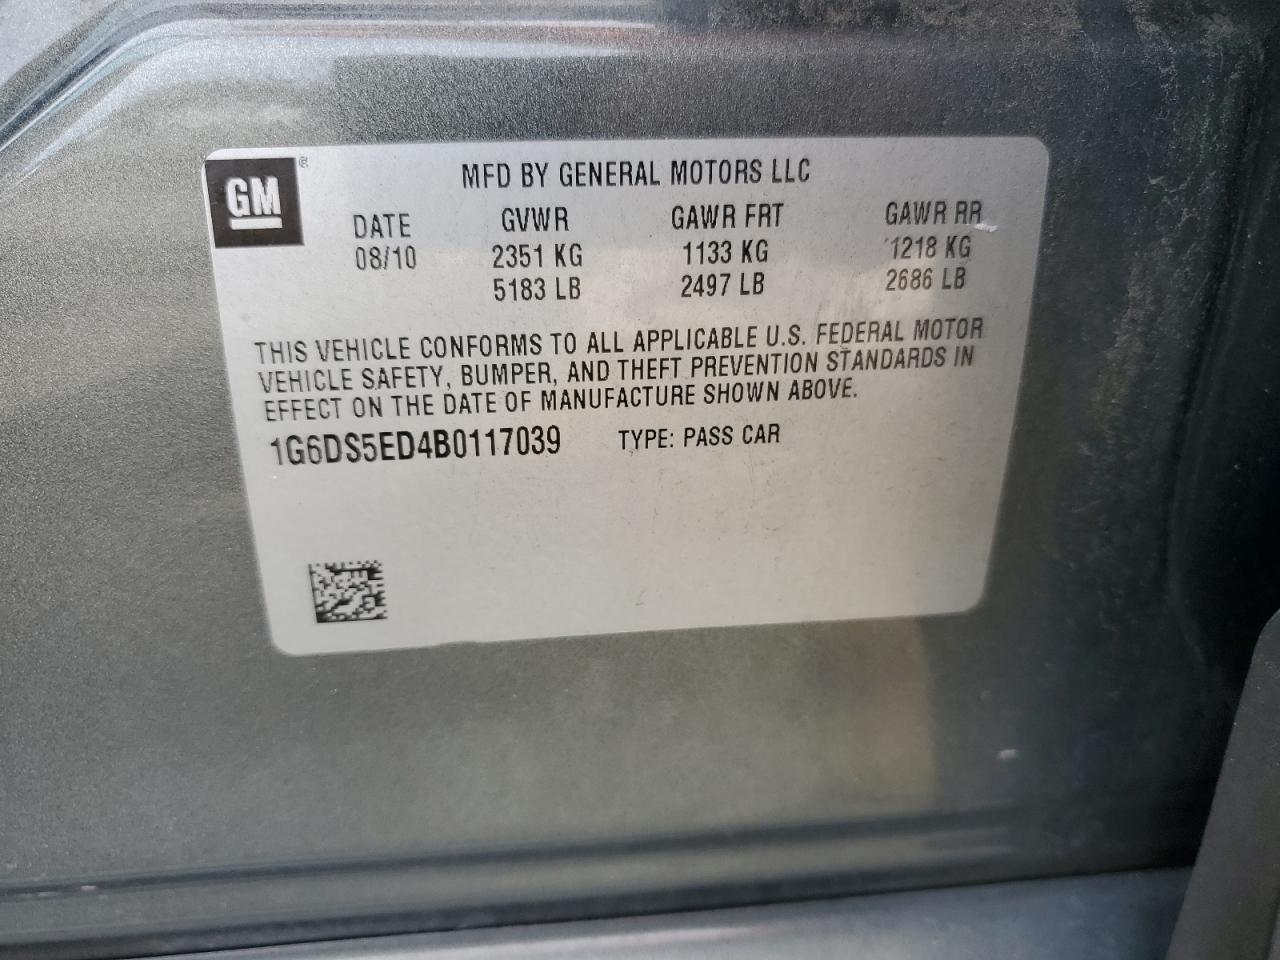 GM ®
MFD BY GENERAL MOTORS LLC
DATE GVWR GAWR FRT GAWR RR
08/10 2351 KG 1133 KG 1218 KG
5183 LB 2497 LB 2686 LB
THIS VEHICLE CONFORMS TO ALL APPLICABLE U.S. FEDERAL MOTOR
VEHICLE SAFETY, BUMPER, AND THEFT PREVENTION STANDARDS IN
EFFECT ON THE DATE OF MANUFACTURE SHOWN ABOVE.
1G6DS5ED4B0117039 TYPE: PASS CAR